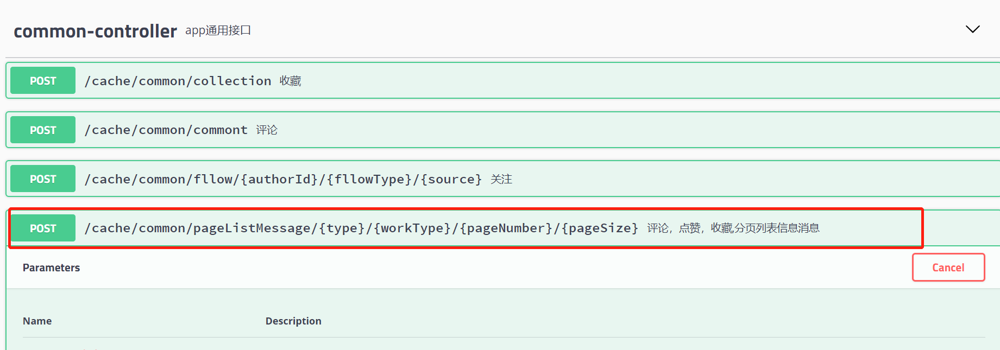 common-controller app通用接口
POST /cache/common/collection 收藏
POST /cache/common/commont 评论
POST /cache/common/fllow/{authorId}/{fllowType}/{source} 关注
POST /cache/common/pageListMessage/{type}/{workType}/{pageNumber}/{pageSize} 评论，点赞，收藏,分页列表信息消息
Parameters Cancel
Name Description